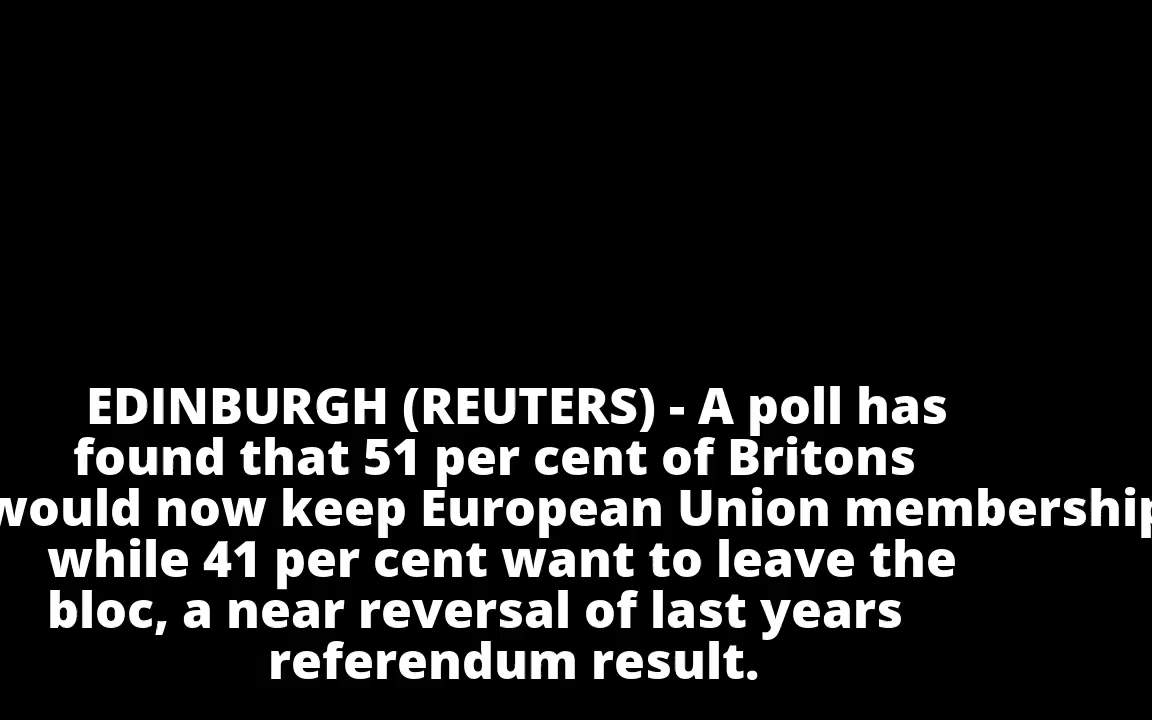 EDINBURGH (REUTERS) - A poll has
found that 51 per cent of Britons
would now keep European Union membership
while 41 per cent want to leave the
bloc, a near reversal of last years
referendum result.